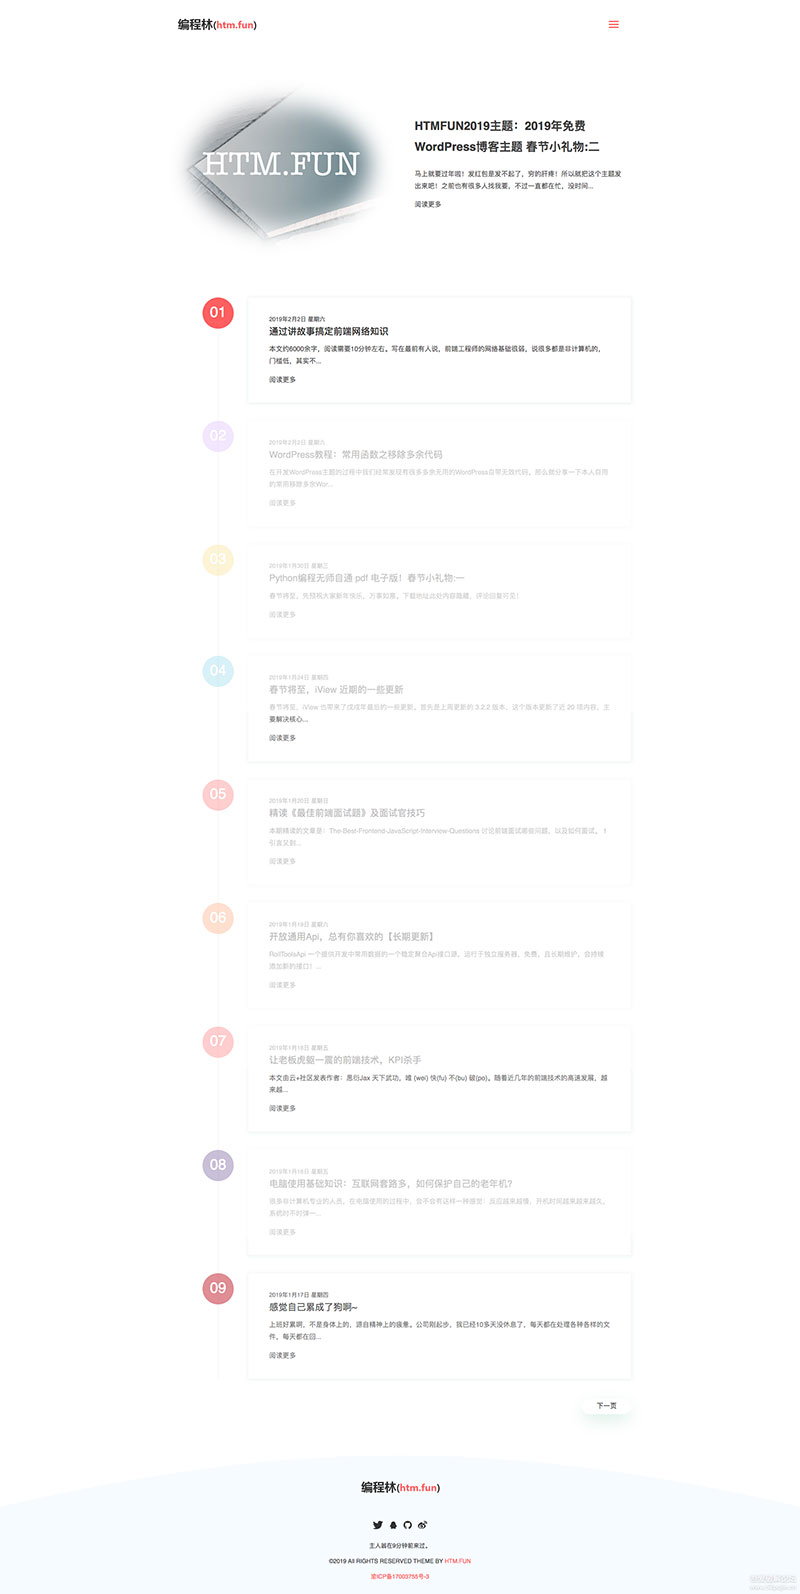 编程林(htm.fun)
HTM.FUN
HTMFUN2019主题：2019年免费
WordPress博客主题 春节小礼物:二
马上就要过年啦！发红包是发不起了，穷的肝疼！所以就把这个主题发
出来吧！之前也有很多人找我要，不过一直都在忙，没时间...
阅读更多
01
2019年2月2日 星期六
通过讲故事搞定前端网络知识
本文约6000余字，阅读需要10分钟左右。写在最前有人说，前端工程师的网络基础很弱，说很多都是非计算机的，
门槛低，其实不...
阅读更多
02
2019年2月2日 星期六
WordPress教程：常用函数之移除多余代码
在开发WordPress主题的过程中我们经常发现有很多多余无用的WordPress自带无效代码。那么就分享一下本人自用
的常用移除多余Wor...
阅读更多
03
2019年1月30日 星期三
Python编程无师自通 pdf 电子版！春节小礼物:一
春节将至，先预祝大家新年快乐，万事如意。下载地址此处内容隐藏，评论回复可见！
阅读更多
04
2019年1月24日 星期四
春节将至，iView 近期的一些更新
春节将至，iView 也带来了戊戌年最后的一些更新。首先是上周更新的 3.2.2 版本。这个版本更新了近 20 项内容，主
要解决核心...
阅读更多
05
2019年1月20日 星期日
精读《最佳前端面试题》及面试官技巧
本期精读的文章是：The-Best-Frontend-JavaScript-Interview-Questions 讨论前端面试哪些问题，以及如何面试。 1
引言又到...
阅读更多
06
2019年1月19日 星期六
开放通用Api，总有你喜欢的【长期更新】
RollToolsApi 一个提供开发中常用数据的一个稳定聚合Api接口源，运行于独立服务器，免费，且长期维护，会持续
添加新的接口！...
阅读更多
07
2019年1月18日 星期五
让老板虎躯一震的前端技术，KPI杀手
本文由云+社区发表作者：愚衍Jax 天下武功，唯 (wei) 快(fu) 不(bu) 破(po)。随着近几年的前端技术的高速发展，越
来越...
阅读更多
08
2019年1月18日 星期五
电脑使用基础知识：互联网套路多，如何保护自己的老年机？
很多非计算机专业的人员，在电脑使用的过程中，会不会有这样一种感觉：反应越来越慢，开机时间越来越越久，
系统时不时弹一...
阅读更多
09
2019年1月17日 星期四
感觉自己累成了狗啊~
上班好累啊，不是身体上的，源自精神上的疲惫。公司刚起步，我已经10多天没休息了，每天都在处理各种各样的文
件。每天都在回...
阅读更多
下一页
编程林(htm.fun)
主人翁在9分钟前来过。
©2019 All RIGHTS RESERVED THEME BY HTM.FUN
蒙ICP备17003755号-3